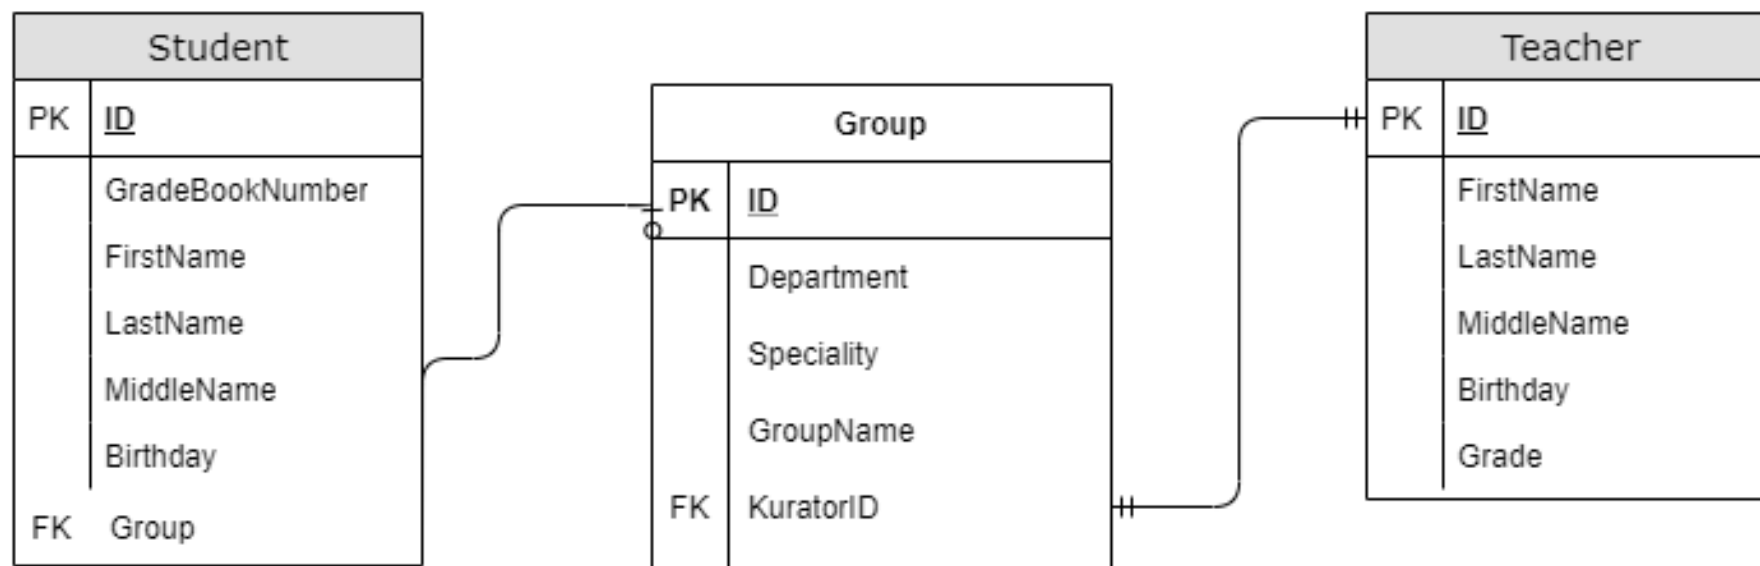 Student
PK ID
GradeBookNumber
FirstName
LastName
MiddleName
Birthday
FK Group
Group
PK ID
Department
Speciality
GroupName
FK KuratorID
Teacher
PK ID
FirstName
LastName
MiddleName
Birthday
Grade